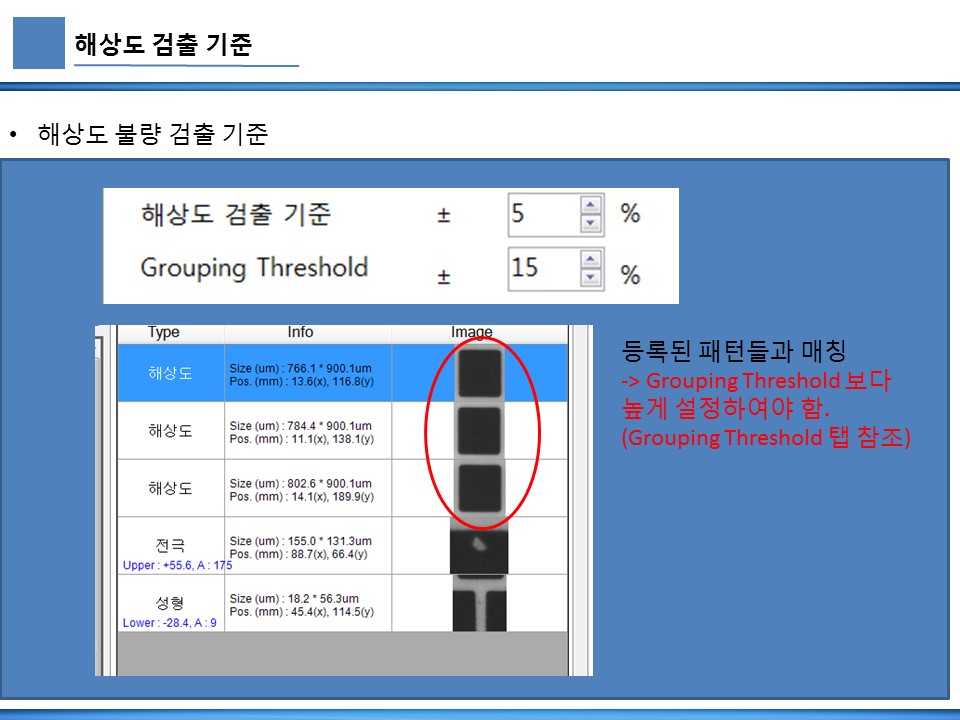 해상도 검출 기준
• 해상도 불량 검출 기준
해상도 검출 기준 ± 5 %
Grouping Threshold ± 15 %
Type Info Image
해상도 Size (um) : 766.1 * 900.1um
Pos. (mm) : 13.6(x), 116.8(y)
해상도 Size (um) : 784.4 * 900.1um
Pos. (mm) : 11.1(x), 138.1(y)
해상도 Size (um) : 802.6 * 900.1um
Pos. (mm) : 14.1(x), 189.9(y)
전극 Size (um) : 155.0 * 131.3um
Pos. (mm) : 88.7(x), 66.4(y)
Upper : +55.6, A : 175
성형 Size (um) : 18.2 * 56.3um
Pos. (mm) : 45.4(x), 114.5(y)
Lower : -28.4, A : 9
등록된 패턴들과 매칭
-> Grouping Threshold 보다
높게 설정하여야 함.
(Grouping Threshold 탭 참조)